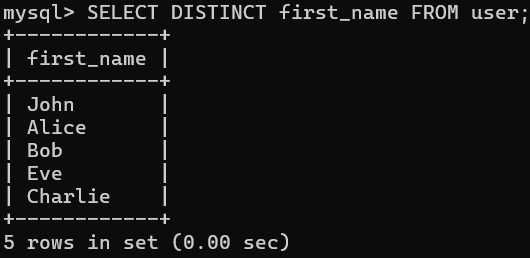 mysql> SELECT DISTINCT first_name FROM user;
+------------+
| first_name |
+------------+
| John       |
| Alice      |
| Bob        |
| Eve        |
| Charlie    |
+------------+
5 rows in set (0.00 sec)